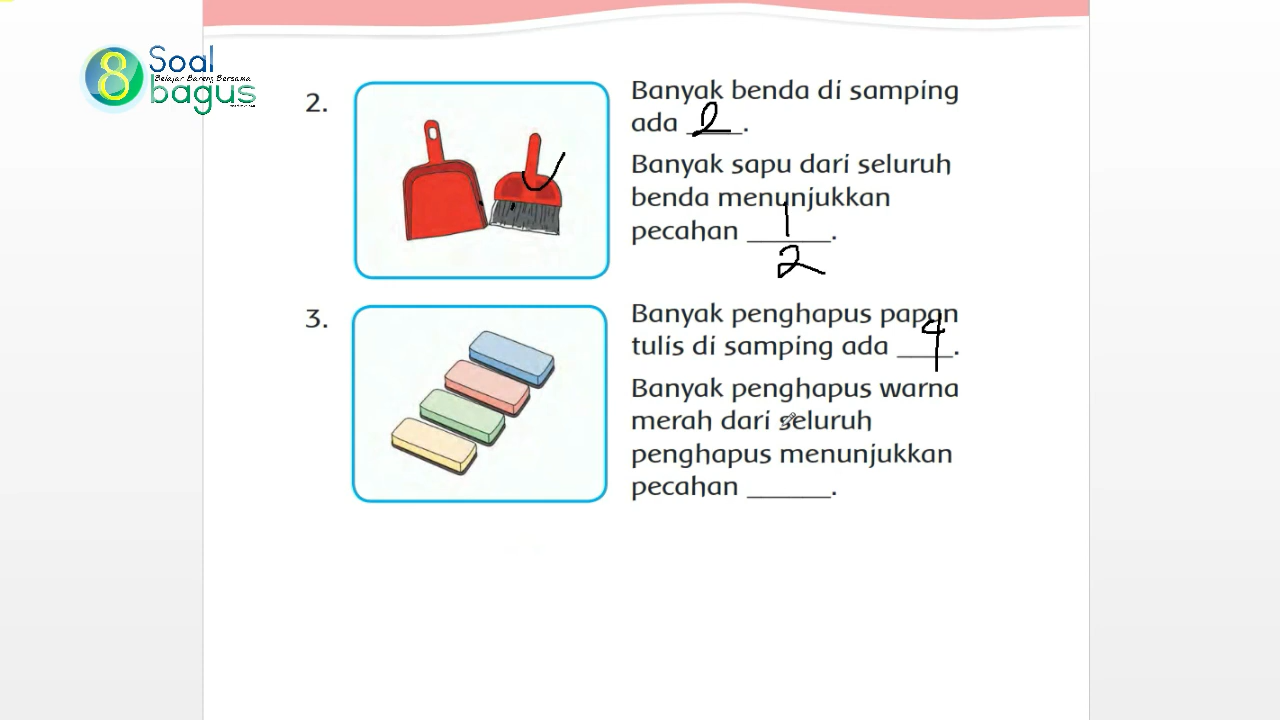 8 Soal
Belajar Bareng Bersama
bagus
2.
Banyak benda di samping
ada 2.
Banyak sapu dari seluruh
benda menunjukkan
pecahan 1
2
3.
Banyak penghapus papan
tulis di samping ada 4.
Banyak penghapus warna
merah dari seluruh
penghapus menunjukkan
pecahan ______.